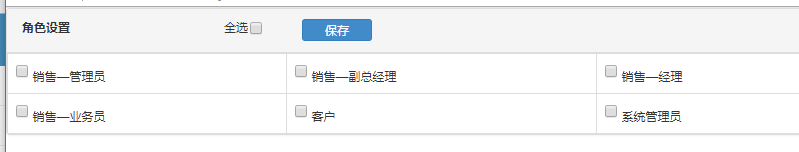 角色设置 全选 保存
销售—管理员 销售—副总经理 销售—经理
销售—业务员 客户 系统管理员